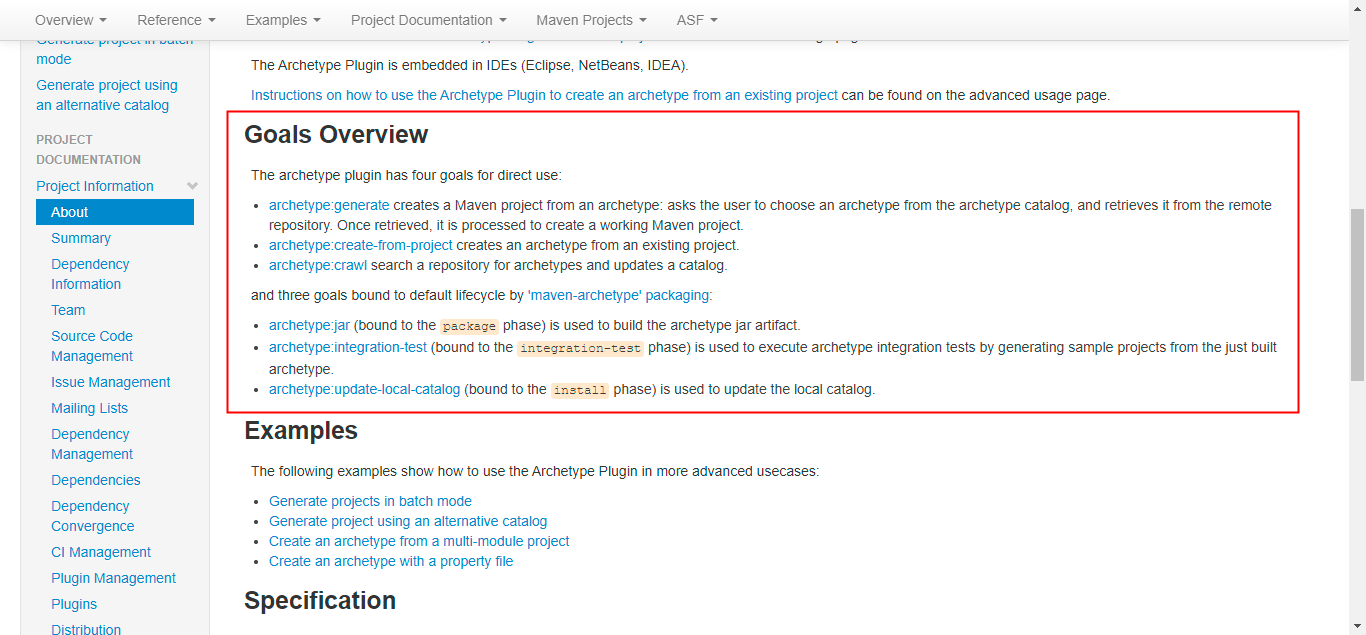 Overview Reference Examples Project Documentation Maven Projects ASF
Generate project in batch
mode
Generate project using
an alternative catalog
PROJECT
DOCUMENTATION
Project Information
About
Summary
Dependency
Information
Team
Source Code
Management
Issue Management
Mailing Lists
Dependency
Management
Dependencies
Dependency
Convergence
CI Management
Plugin Management
Plugins
Distribution
The Archetype Plugin is embedded in IDEs (Eclipse, NetBeans, IDEA).
Instructions on how to use the Archetype Plugin to create an archetype from an existing project can be found on the advanced usage page.
Goals Overview
The archetype plugin has four goals for direct use:
• archetype:generate creates a Maven project from an archetype: asks the user to choose an archetype from the archetype catalog, and retrieves it from the remote
repository. Once retrieved, it is processed to create a working Maven project.
• archetype:create-from-project creates an archetype from an existing project.
• archetype:crawl search a repository for archetypes and updates a catalog.
and three goals bound to default lifecycle by 'maven-archetype' packaging:
• archetype:jar (bound to the package phase) is used to build the archetype jar artifact.
• archetype:integration-test (bound to the integration-test phase) is used to execute archetype integration tests by generating sample projects from the just built
archetype.
• archetype:update-local-catalog (bound to the install phase) is used to update the local catalog.
Examples
The following examples show how to use the Archetype Plugin in more advanced usecases:
• Generate projects in batch mode
• Generate project using an alternative catalog
• Create an archetype from a multi-module project
• Create an archetype with a property file
Specification